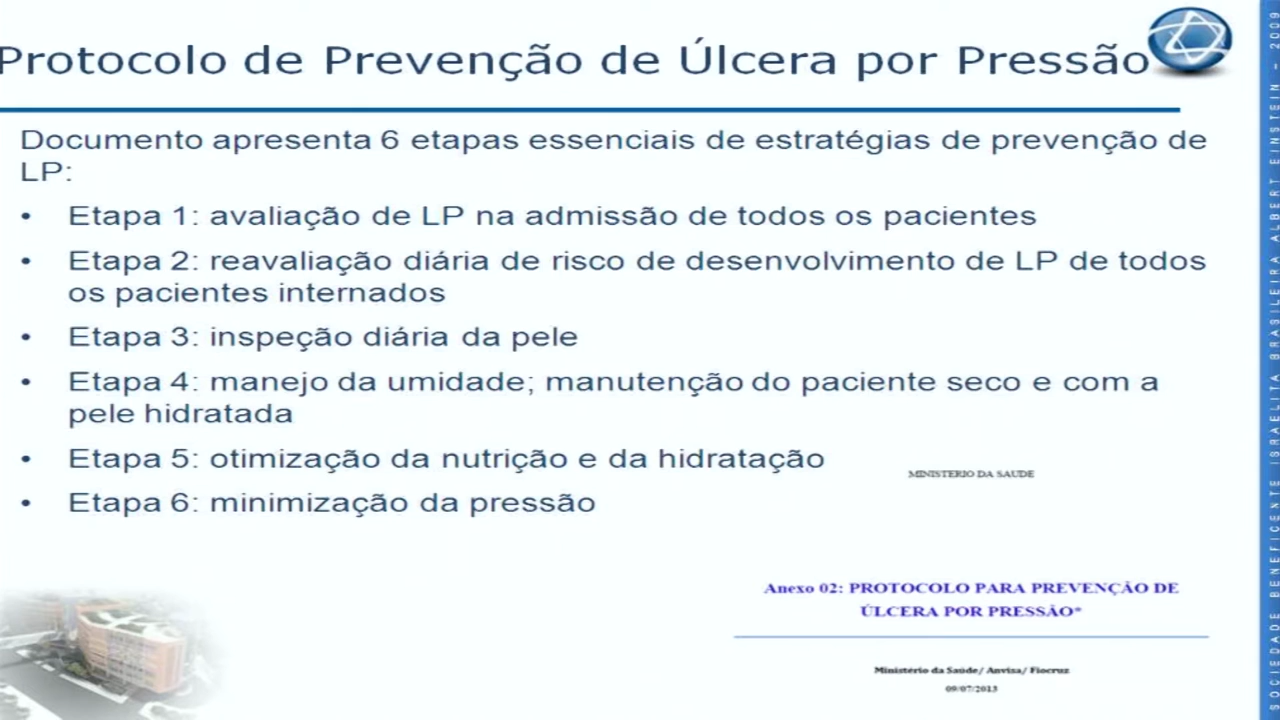 Protocolo de Prevenção de Úlcera por Pressão
Documento apresenta 6 etapas essenciais de estratégias de prevenção de
LP:
• Etapa 1: avaliação de LP na admissão de todos os pacientes
• Etapa 2: reavaliação diária de risco de desenvolvimento de LP de todos
os pacientes internados
• Etapa 3: inspeção diária da pele
• Etapa 4: manejo da umidade; manutenção do paciente seco e com a
pele hidratada
• Etapa 5: otimização da nutrição e da hidratação
• Etapa 6: minimização da pressão
MINISTERIO DA SAUDE
Anexo 02: PROTOCOLO PARA PREVENÇÃO DE
ÚLCERA POR PRESSÃO*
Ministério da Saúde/ Anvisa/ Fiocruz
09/07/2013
SOCIEDADE BENEFICENTE ISRAELITA BRASILEIRA ALBERT EINSTEIN - 2009